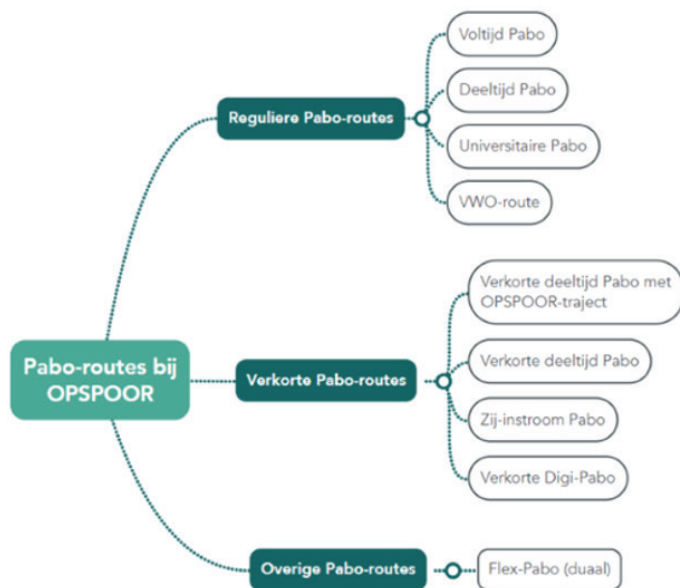 Pabo-routes bij
OPSPOOR
Reguliere Pabo-routes
Voltijd Pabo
Deeltijd Pabo
Universitaire Pabo
VWO-route
Verkorte Pabo-routes
Verkorte deeltijd Pabo met
OPSPOOR-traject
Verkorte deeltijd Pabo
Zij-instroom Pabo
Verkorte Digi-Pabo
Overige Pabo-routes
Flex-Pabo (duaal)